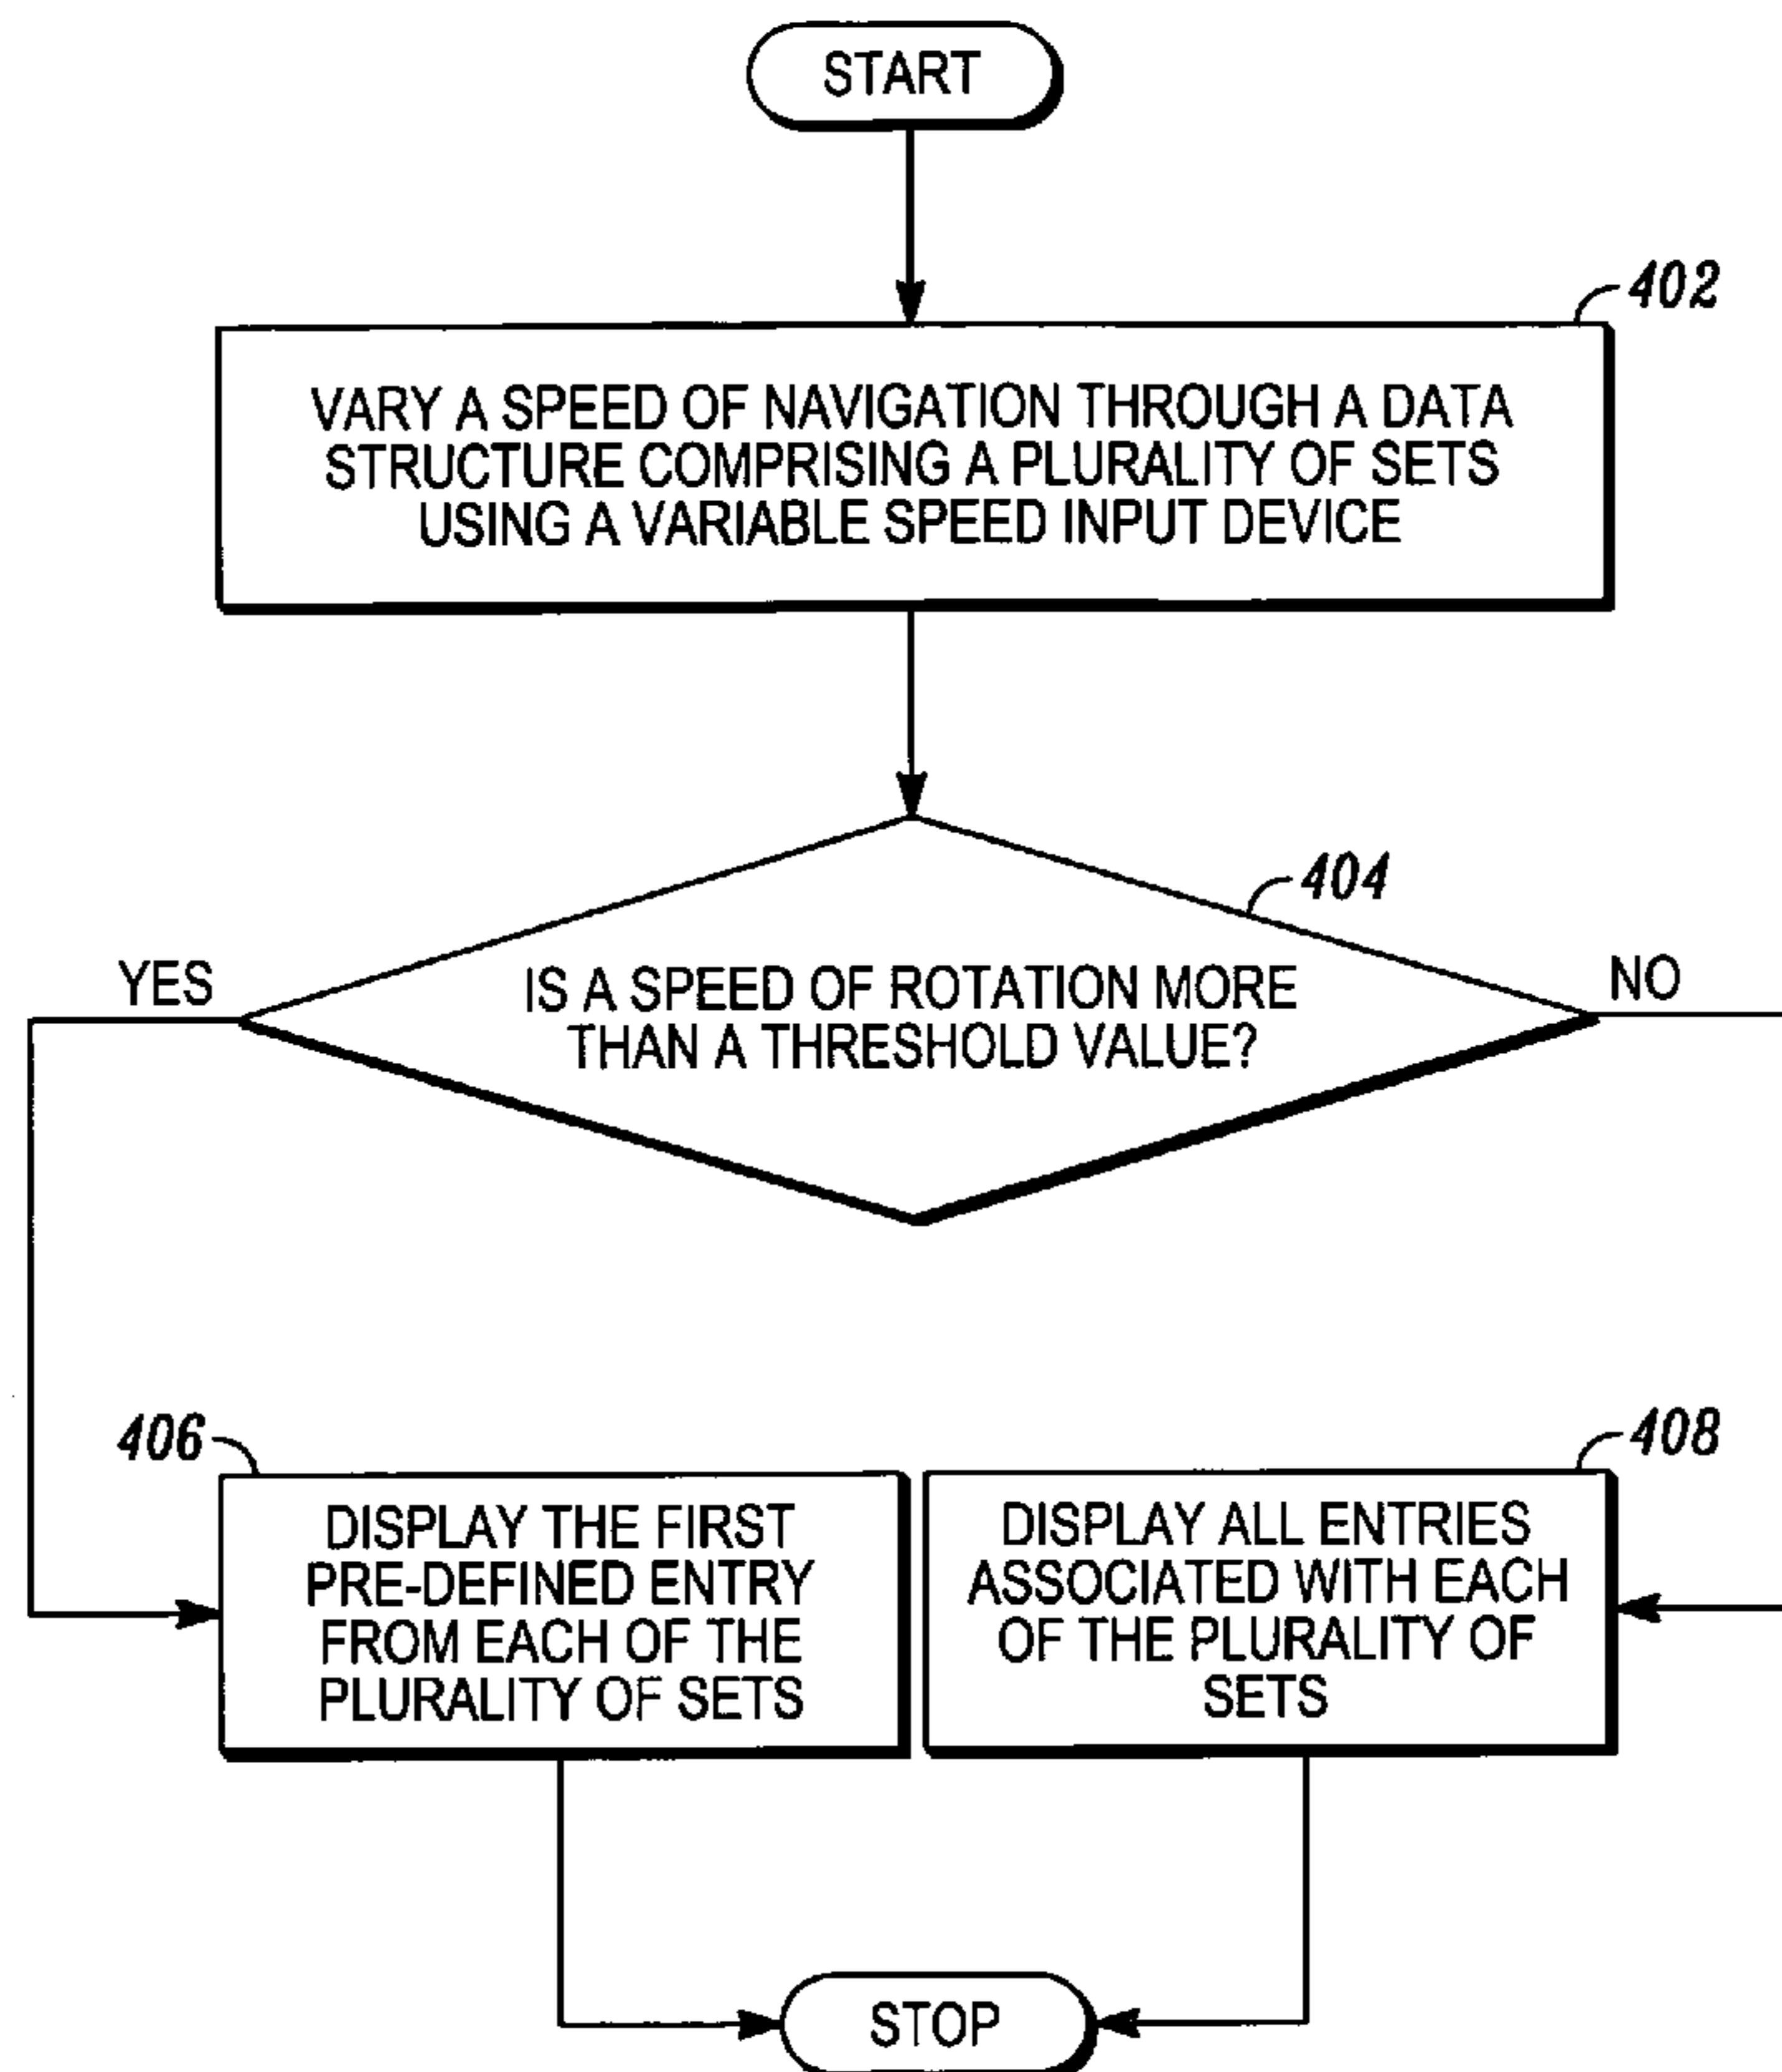 START
402
VARY A SPEED OF NAVIGATION THROUGH A DATA
STRUCTURE COMPRISING A PLURALITY OF SETS
USING A VARIABLE SPEED INPUT DEVICE
404
YES
IS A SPEED OF ROTATION MORE
THAN A THRESHOLD VALUE?
NO
406
DISPLAY THE FIRST
PRE-DEFINED ENTRY
FROM EACH OF THE
PLURALITY OF SETS
408
DISPLAY ALL ENTRIES
ASSOCIATED WITH EACH
OF THE PLURALITY OF
SETS
STOP